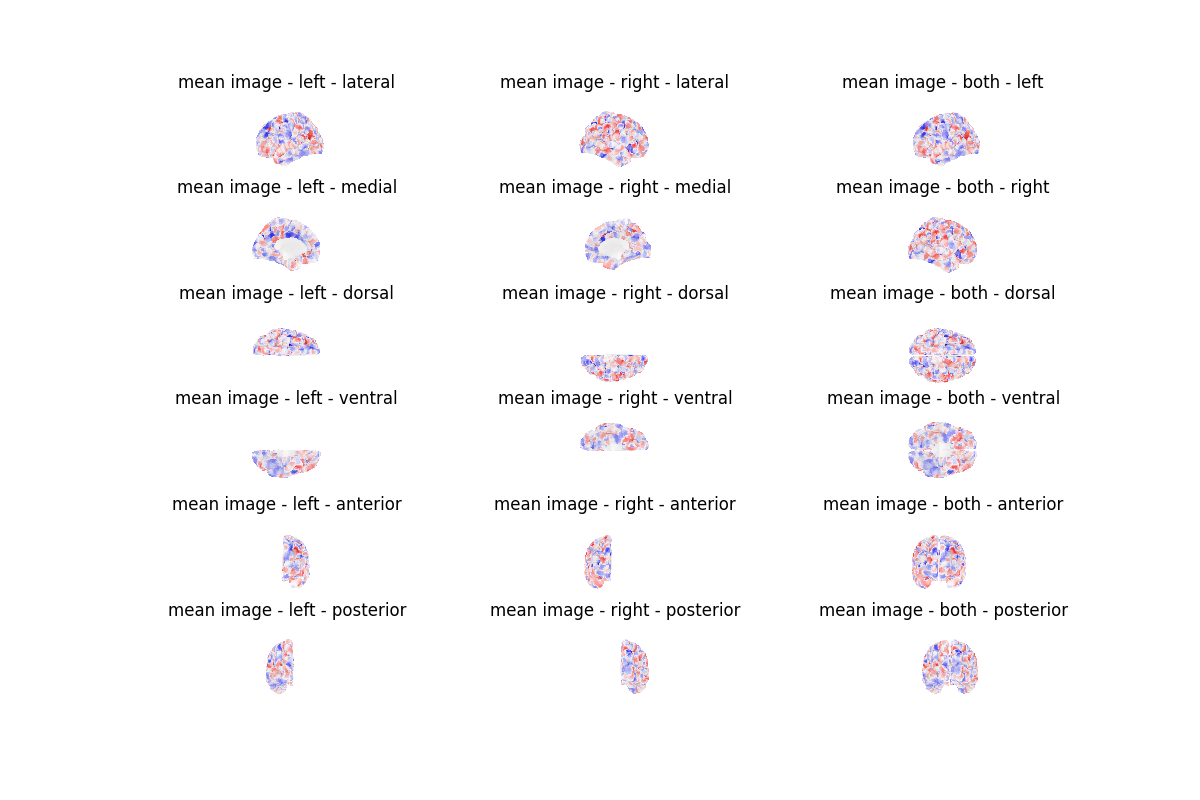 mean image - left - lateral
mean image - right - lateral
mean image - both - left
mean image - left - medial
mean image - right - medial
mean image - both - right
mean image - left - dorsal
mean image - right - dorsal
mean image - both - dorsal
mean image - left - ventral
mean image - right - ventral
mean image - both - ventral
mean image - left - anterior
mean image - right - anterior
mean image - both - anterior
mean image - left - posterior
mean image - right - posterior
mean image - both - posterior